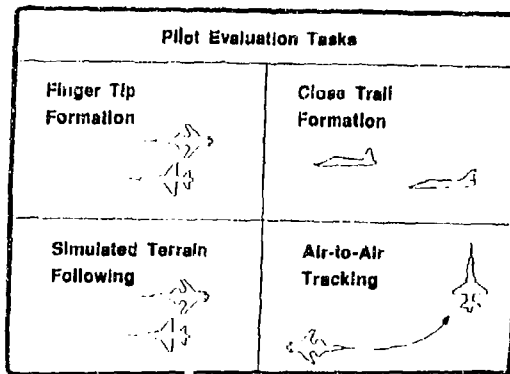 Pilot Evaluation Tasks
Finger Tip
Formation
Close Trail
Formation
Simulated Terrain
Following
Air-to-Air
Tracking